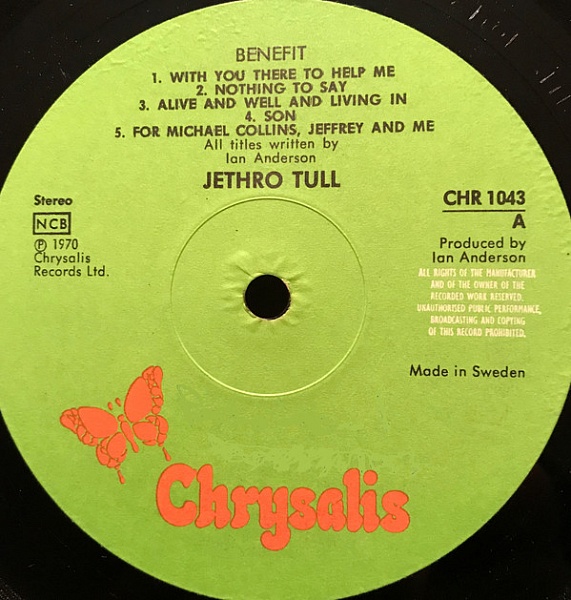 BENEFIT
1. WITH YOU THERE TO HELP ME
2. NOTHING TO SAY
3. ALIVE AND WELL AND LIVING IN
4. SON
5. FOR MICHAEL COLLINS, JEFFREY AND ME
All titles written by
Ian Anderson
JETHRO TULL
Stereo
NCB
℗ 1970
Chrysalis
Records Ltd.
CHR 1043
A
Produced by
Ian Anderson
ALL RIGHTS OF THE MANUFACTURER
AND OF THE OWNER OF THE
RECORDED WORK RESERVED.
UNAUTHORISED PUBLIC PERFORMANCE,
BROADCASTING AND COPYING
OF THIS RECORD PROHIBITED.
Made in Sweden
Chrysalis